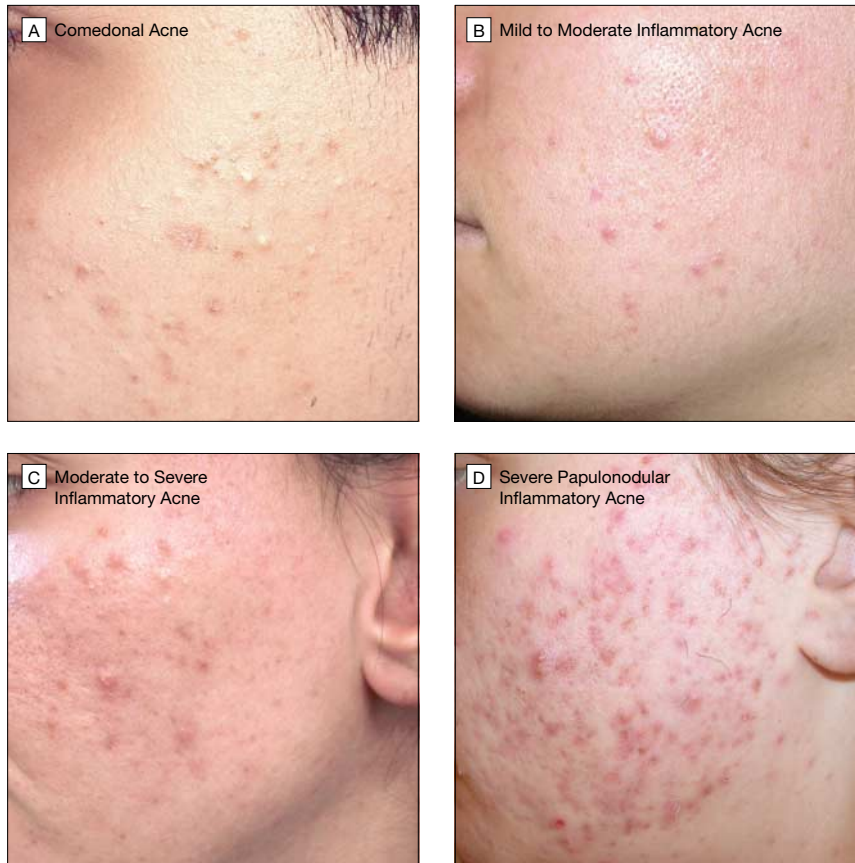 A Comedonal Acne
B Mild to Moderate Inflammatory Acne
C Moderate to Severe
Inflammatory Acne
D Severe Papulonodular
Inflammatory Acne